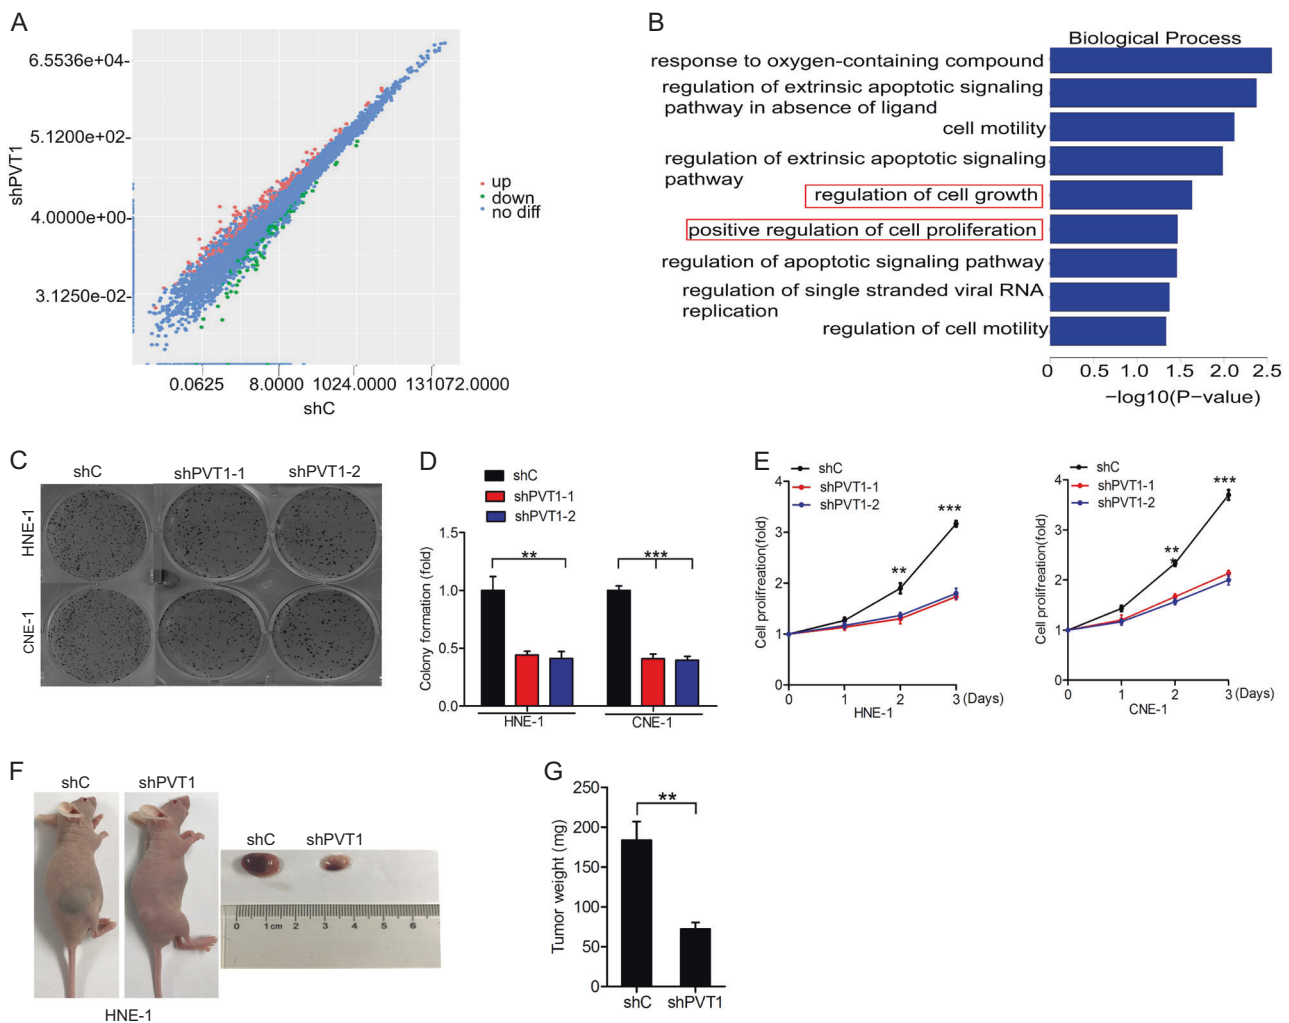 A
6.5536e+04-
5.1200e+02-
4.0000e+00-
3.1250e-02-
shPVT1
0.0625
8.0000
1024.0000
131072.0000
shC
up
down
no diff
B
Biological Process
response to oxygen-containing compound
regulation of extrinsic apoptotic signaling
pathway in absence of ligand
cell motility
regulation of extrinsic apoptotic signaling
pathway
regulation of cell growth
positive regulation of cell proliferation
regulation of apoptotic signaling pathway
regulation of single stranded viral RNA
replication
regulation of cell motility
0 0.5 1.0 1.5 2.0 2.5
−log10(P−value)
C
shC
shPVT1-1
shPVT1-2
HNE-1
CNE-1
D
shC
shPVT1-1
shPVT1-2
1.5
1.0
0.5
0.0
Colony formation (fold)
**
***
HNE-1
CNE-1
E
shC
shPVT1-1
shPVT1-2
4
3
2
1
0
Cell prolifreation(fold)
**
***
0 1 2 3 (Days)
HNE-1
shC
shPVT1-1
shPVT1-2
4
3
2
1
0
Cell prolifreation(fold)
**
*
***
0 1 2 3 (Days)
CNE-1
F
shC
shPVT1
HNE-1
shC
shPVT1
0 1cm 2 3 4 5 6
G
250
200
150
100
50
0
Tumor weight (mg)
**
shC
shPVT1